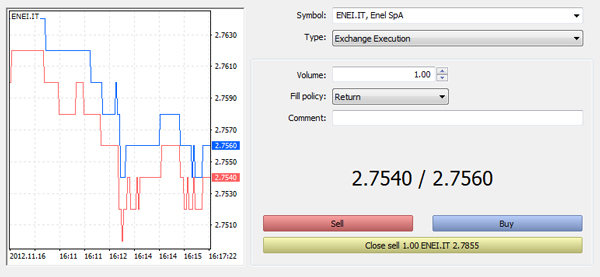 ENEI.IT
2.7630
2.7610
2.7590
2.7570
2.7560
2.7550
2.7540
2.7530
2.7510
2012.11.16 16:11 16:11 16:12 16:12 16:14 16:14 16:15 16:17:22
Symbol: ENEI.IT, Enel SpA
Type: Exchange Execution
Volume: 1.00
Fill policy: Return
Comment:
2.7540 / 2.7560
Sell Buy
Close sell 1.00 ENEI.IT 2.7855